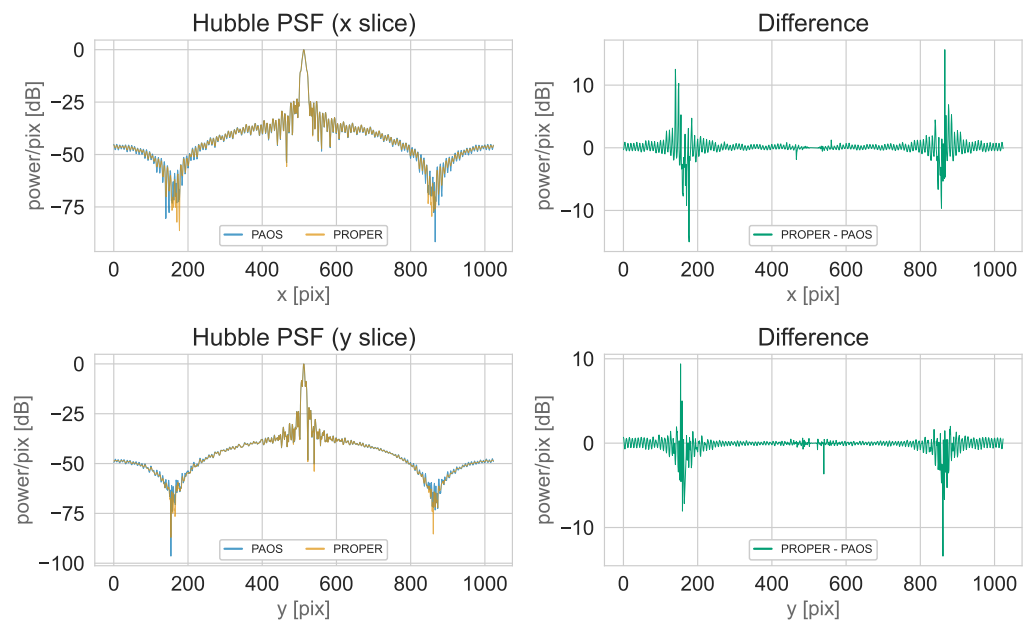 Hubble PSF (x slice)
0
−25
−50
−75
power/pix [dB]
PAOS PROPER
0 200 400 600 800 1000
x [pix]
Difference
10
0
−10
power/pix [dB]
PROPER - PAOS
0 200 400 600 800 1000
x [pix]
Hubble PSF (y slice)
0
−25
−50
−75
−100
power/pix [dB]
PAOS PROPER
0 200 400 600 800 1000
y [pix]
Difference
10
0
−10
power/pix [dB]
PROPER - PAOS
0 200 400 600 800 1000
y [pix]